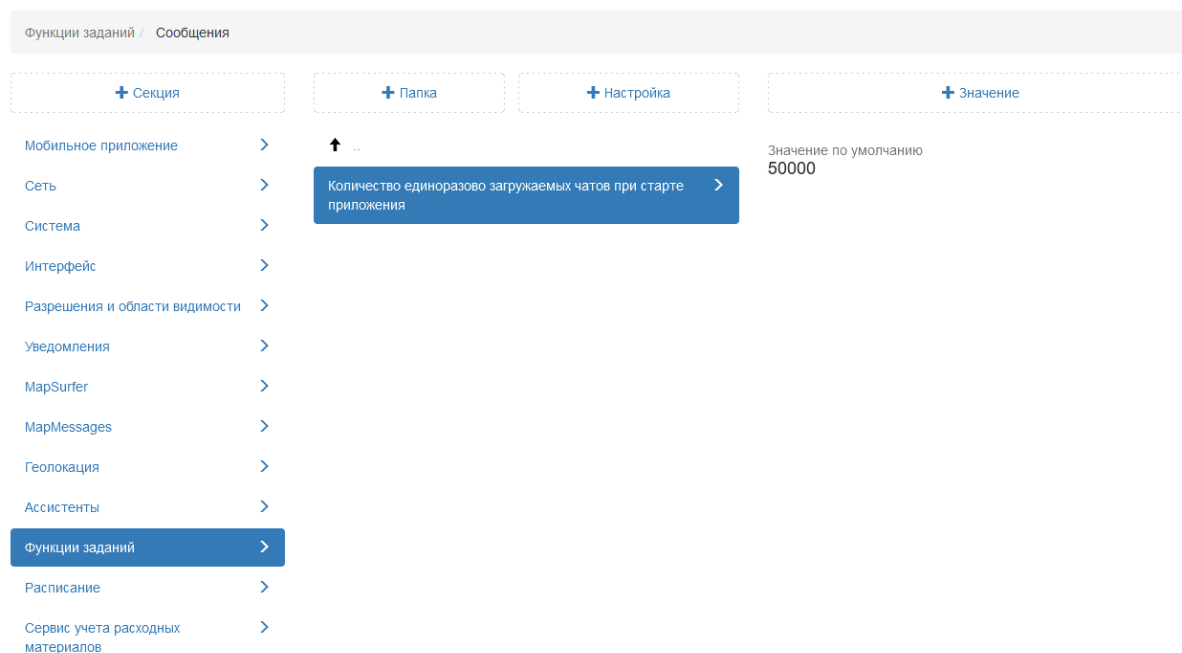 Функции заданий / Сообщения
+ Секция
+ Папка
+ Настройка
+ Значение
Мобильное приложение
Сеть
Система
Интерфейс
Разрешения и области видимости
Уведомления
MapSurfer
MapMessages
Геолокация
Ассистенты
Функции заданий
Расписание
Сервис учета расходных
материалов
..
Количество единоразово загружаемых чатов при старте
приложения
Значение по умолчанию
50000